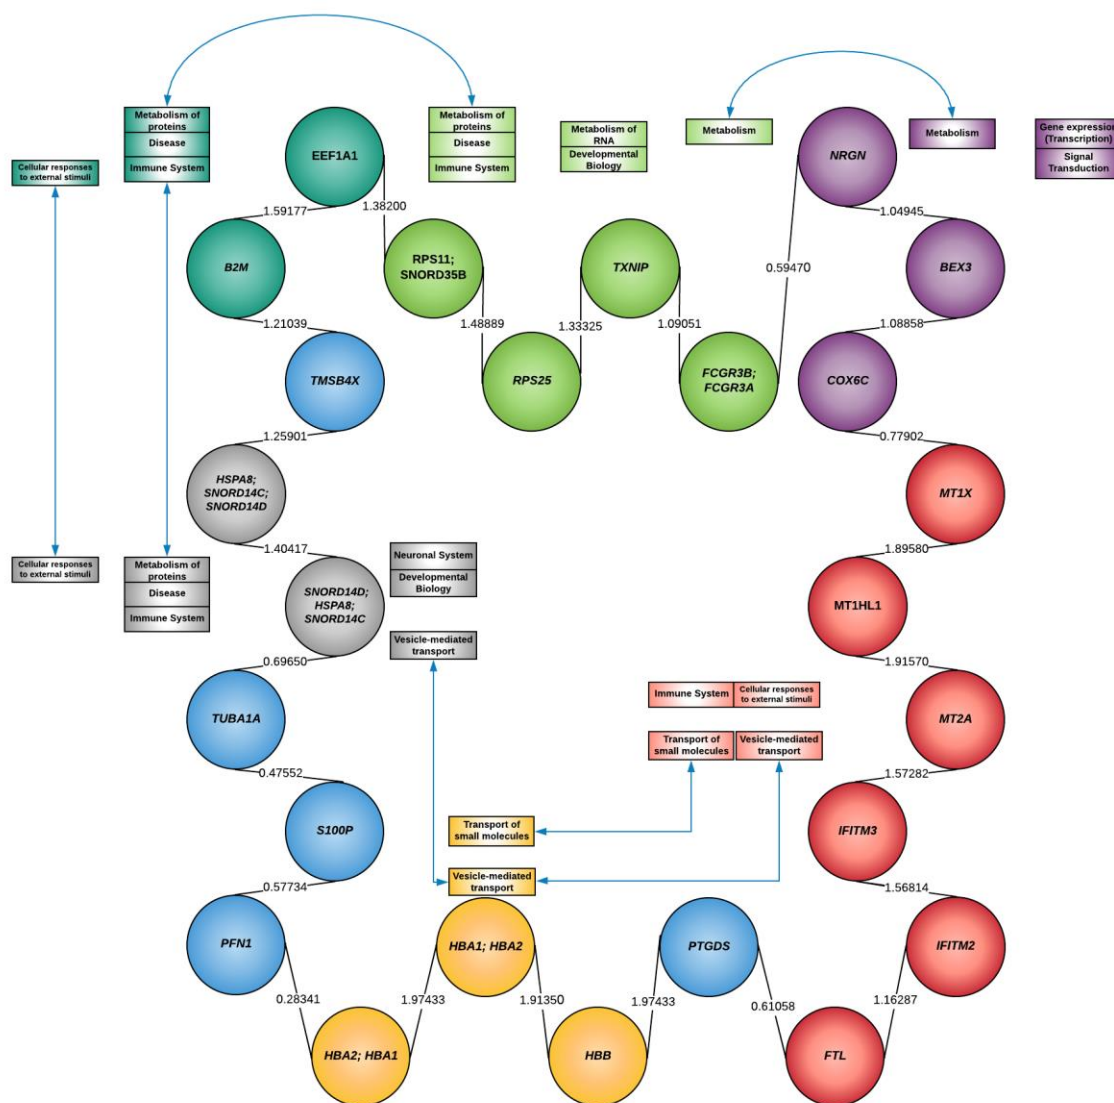 Metabolism of
proteins
Disease
Immune System
Cellular responses
to external stimuli
EEF1A1
Metabolism of
proteins
Disease
Immune System
Metabolism of
RNA
Developmental
Biology
Metabolism
NRGN
Metabolism
Gene expression
(Transcription)
Signal
Transduction
1.59177
1.38200
1.04945
B2M
RPS11;
SNORD35B
TXNIP
0.59470
BEX3
1.21039
1.48889
1.33325
1.09051
1.08858
TMSB4X
RPS25
FCGR3B;
FCGR3A
COX6C
1.25901
0.77902
HSPA8;
SNORD14C;
SNORD14D
MT1X
1.40417
1.89580
Cellular responses
to external stimuli
Metabolism of
proteins
Disease
Immune System
Neuronal System
Developmental
Biology
SNORD14D;
HSPA8;
SNORD14C
MT1HL1
Vesicle-mediated
transport
0.69650
1.91570
TUBA1A
Immune System
Cellular responses
to external stimuli
MT2A
Transport of
small molecules
Vesicle-mediated
transport
0.47552
1.57282
S100P
Transport of
small molecules
IFITM3
0.57734
Vesicle-mediated
transport
1.56814
PFN1
HBA1; HBA2
PTGDS
IFITM2
0.28341
1.97433
1.91350
1.97433
0.61058
1.16287
HBA2; HBA1
HBB
FTL